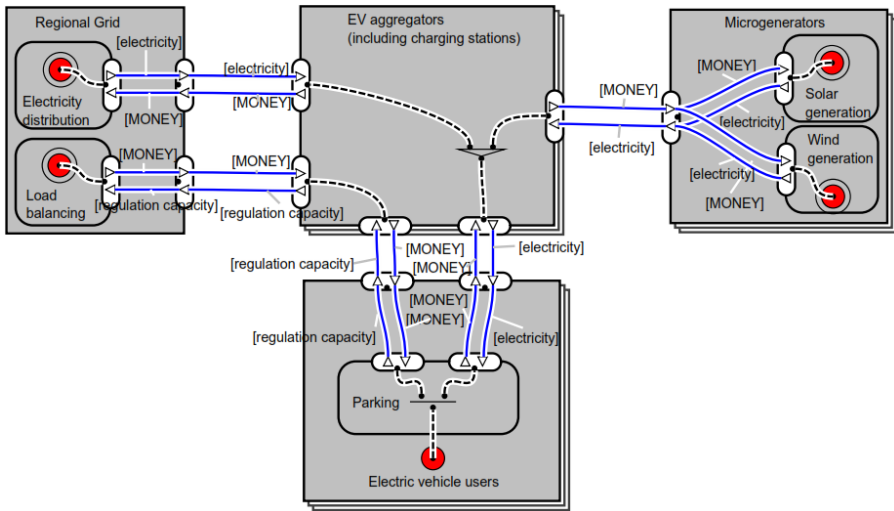 Regional Grid
EV aggregators
(including charging stations)
Microgenerators
[electricity]
[electricity]
[MONEY]
[MONEY]
Electricity
distribution
[MONEY]
[MONEY]
[electricity]
[MONEY]
[electricity]
Solar
generation
Wind
generation
[electricity]
[MONEY]
Load
balancing
[MONEY]
[MONEY]
[regulation capacity]
[regulation capacity]
[MONEY]
[electricity]
[regulation capacity]
[MONEY]
[MONEY]
[MONEY]
[regulation capacity]
[electricity]
Parking
Electric vehicle users